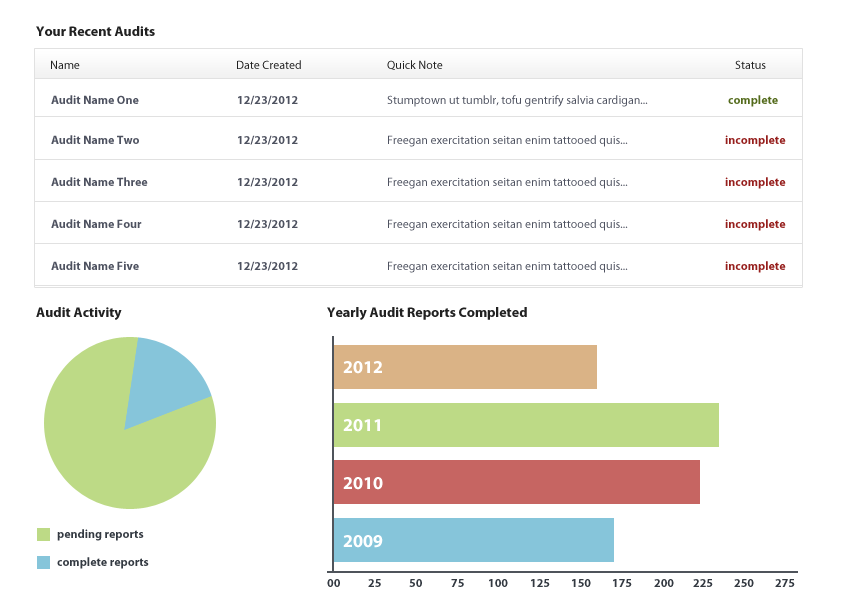 Your Recent Audits
Name Date Created Quick Note Status
Audit Name One 12/23/2012 Stumptown ut tumblr, tofu gentrify salvia cardigan... complete
Audit Name Two 12/23/2012 Freegan exercitation seitan enim tattooed quis... incomplete
Audit Name Three 12/23/2012 Freegan exercitation seitan enim tattooed quis... incomplete
Audit Name Four 12/23/2012 Freegan exercitation seitan enim tattooed quis... incomplete
Audit Name Five 12/23/2012 Freegan exercitation seitan enim tattooed quis... incomplete
Audit Activity
pending reports
complete reports
Yearly Audit Reports Completed
2012
2011
2010
2009
00 25 50 75 100 125 150 175 200 225 250 275